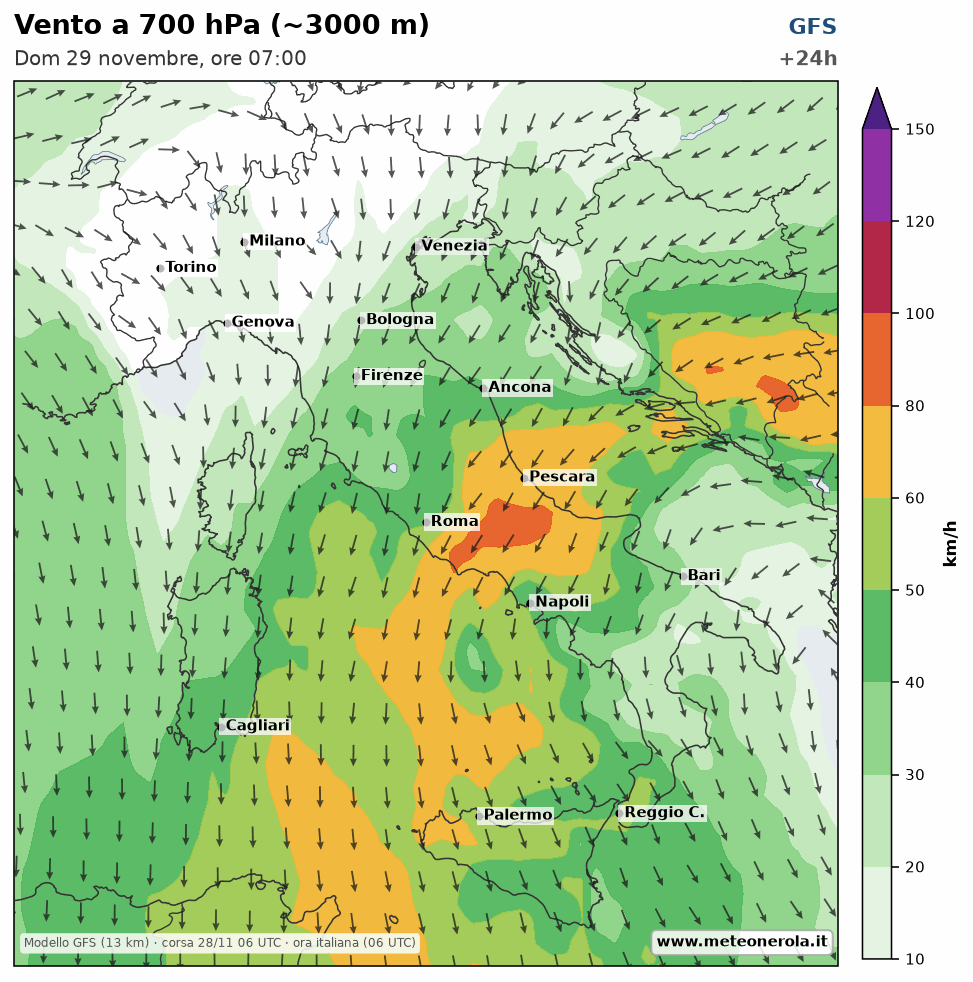 Vento a 700 hPa (~3000 m)
GFS
Dom 29 novembre, ore 07:00
+24h
150
120
100
80
60
50
40
30
20
10
km/h
Milano
Venezia
Torino
Genova
Bologna
Firenze
Ancona
Pescara
Roma
Bari
Napoli
Cagliari
Palermo
Reggio C.
Modello GFS (13 km) · corsa 28/11 06 UTC · ora italiana (06 UTC)
www.meteonerola.it